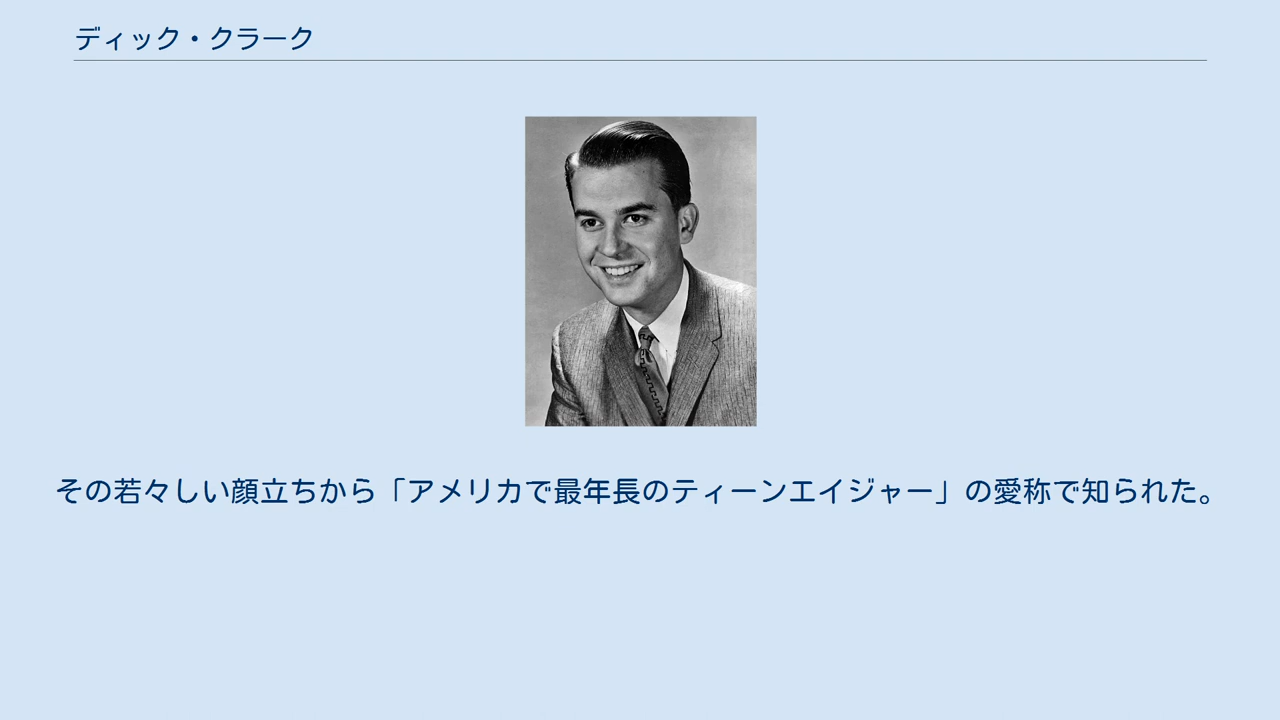 ディック・クラーク
その若々しい顔立ちから「アメリカで最年長のティーンエイジャー」の愛称で知られた。